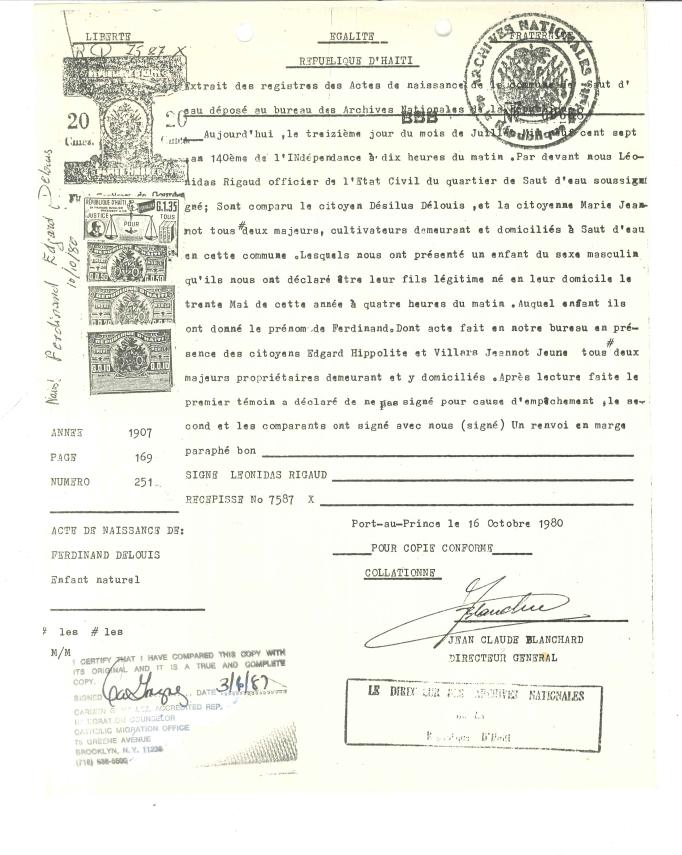 LIBERTE EGALITE FRATERNITE
RD 7587 X
REPUBLIQUE D'HAITI
ARCHIVES NATIONALES
Extrait des registres des Actes de naissance de la commune de Saut d'
eau déposé au bureau des Archives Nationales de la République
BBB
20 20
Cmes.
Aujourd'hui ,le treizième jour du mois de Juillet Mil neuf cent sept
an 140ème de l'INdépendance à dix heures du matin .Par devant nous Léo-
nidas Rigaud officier de l'Etat Civil du quartier de Saut d'eau soussign
gné; Sont comparu le citoyen Désilus Délouis ,et la citoyenne Marie Jean-
not tous#deux majeurs, cultivateurs demeurant et domiciliés à Saut d'eau
en cette commune .Lesquels nous ont présenté un enfant du sexe masculin
qu'ils nous ont déclaré être leur fils légitime né en leur domicile le
trente Mai de cette année à quatre heures du matin .Auquel enfant ils
ont donné le prénom de Ferdinand.Dont acte fait en notre bureau en pré-
sence des citoyens Edgard Hippolite et Villars Jeannot Jeune tous#deux
majeurs propriétaires demeurant et y domiciliés .Après lecture faite le
premier témoin a déclaré de ne pas signé pour cause d'empêchement ,le se-
cond et les comparants ont signé avec nous (signé) Un renvoi en marge
paraphé bon
SIGNE LEONIDAS RIGAUD
RECEPISSE No 7587 X
REPUBLIQUE D'HAITI
G.1.35
JUSTICE POUR TOUS
Ferdinand Edgard Delouis
10/10/80
ANNEE 1907
PAGE 169
NUMERO 251
ACTE DE NAISSANCE DE:
FERDINAND DELOUIS
Enfant naturel
# les # les
M/M
Port-au-Prince le 16 Octobre 1980
POUR COPIE CONFORME
COLLATIONNE
JEAN CLAUDE BLANCHARD
DIRECTEUR GENERAL
LE DIRECTEUR DES ARCHIVES NATIONALES
de la
République D'Haiti
I CERTIFY THAT I HAVE COMPARED THIS COPY WITH
ITS ORIGINAL AND IT IS A TRUE AND COMPLETE
COPY.
SIGNED DATE 3/6/87
ACCREDITED REP.
IMMIGRATION COUNSELOR
CATHOLIC MIGRATION OFFICE
75 GREENE AVENUE
BROOKLYN, N.Y. 11238
(718) 638-5500